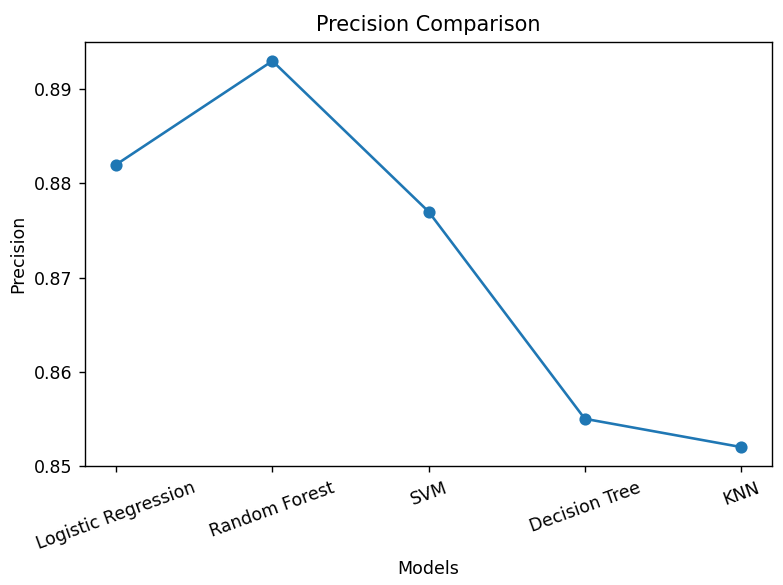 Precision Comparison
0.89
0.88
0.87
0.86
0.85
Precision
Logistic Regression
Random Forest
SVM
Decision Tree
KNN
Models